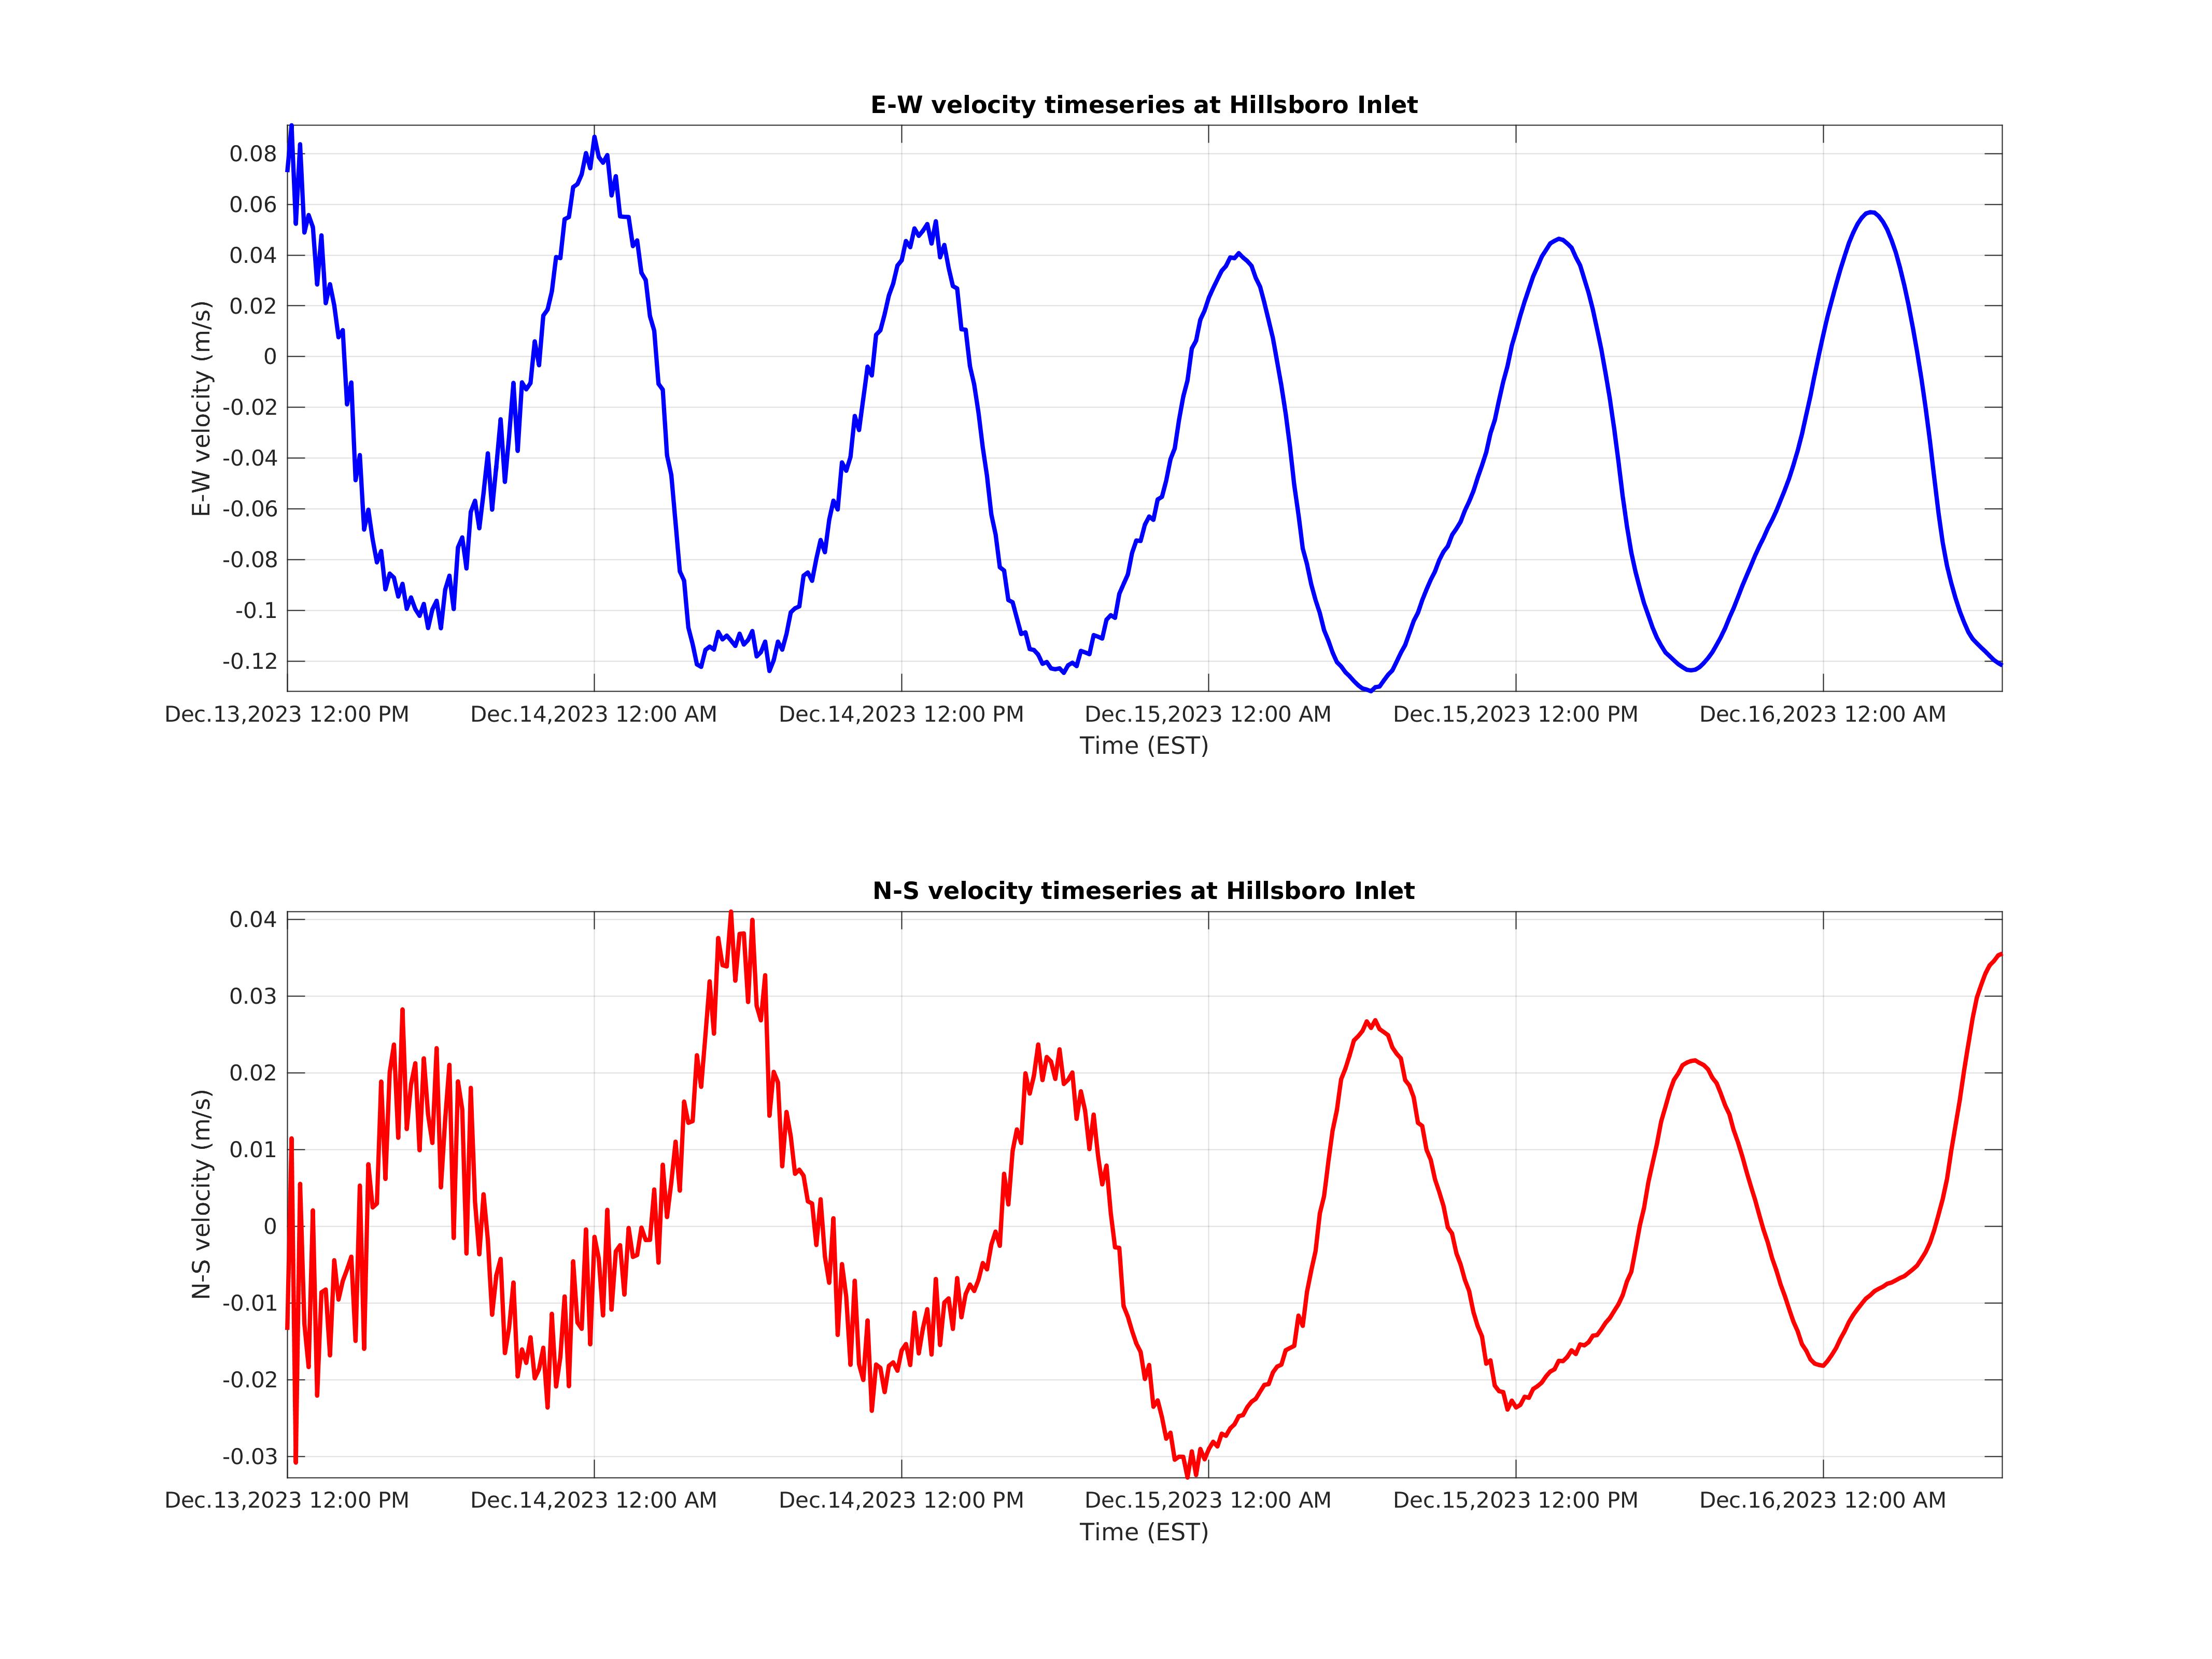 E-W velocity timeseries at Hillsboro Inlet
E-W velocity (m/s)
0.08
0.06
0.04
0.02
0
-0.02
-0.04
-0.06
-0.08
-0.1
-0.12
Dec.13,2023 12:00 PM Dec.14,2023 12:00 AM Dec.14,2023 12:00 PM Dec.15,2023 12:00 AM Dec.15,2023 12:00 PM Dec.16,2023 12:00 AM
Time (EST)
N-S velocity timeseries at Hillsboro Inlet
N-S velocity (m/s)
0.04
0.03
0.02
0.01
0
-0.01
-0.02
-0.03
Dec.13,2023 12:00 PM Dec.14,2023 12:00 AM Dec.14,2023 12:00 PM Dec.15,2023 12:00 AM Dec.15,2023 12:00 PM Dec.16,2023 12:00 AM
Time (EST)